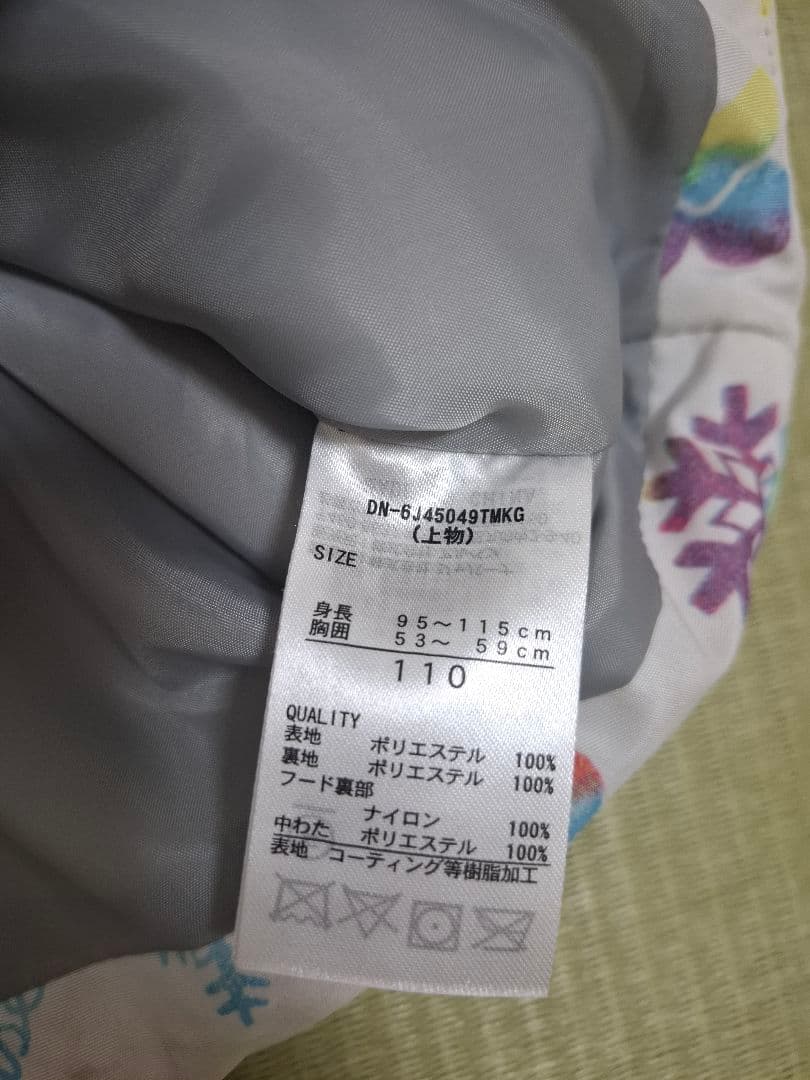 DN-6J45049TMKG
(上物)
SIZE
身長 95～115cm
胸囲 53～ 59cm
110
QUALITY
表地 ポリエステル 100%
裏地 ポリエステル 100%
フード裏部
ナイロン 100%
中わた ポリエステル 100%
表地 コーティング等樹脂加工